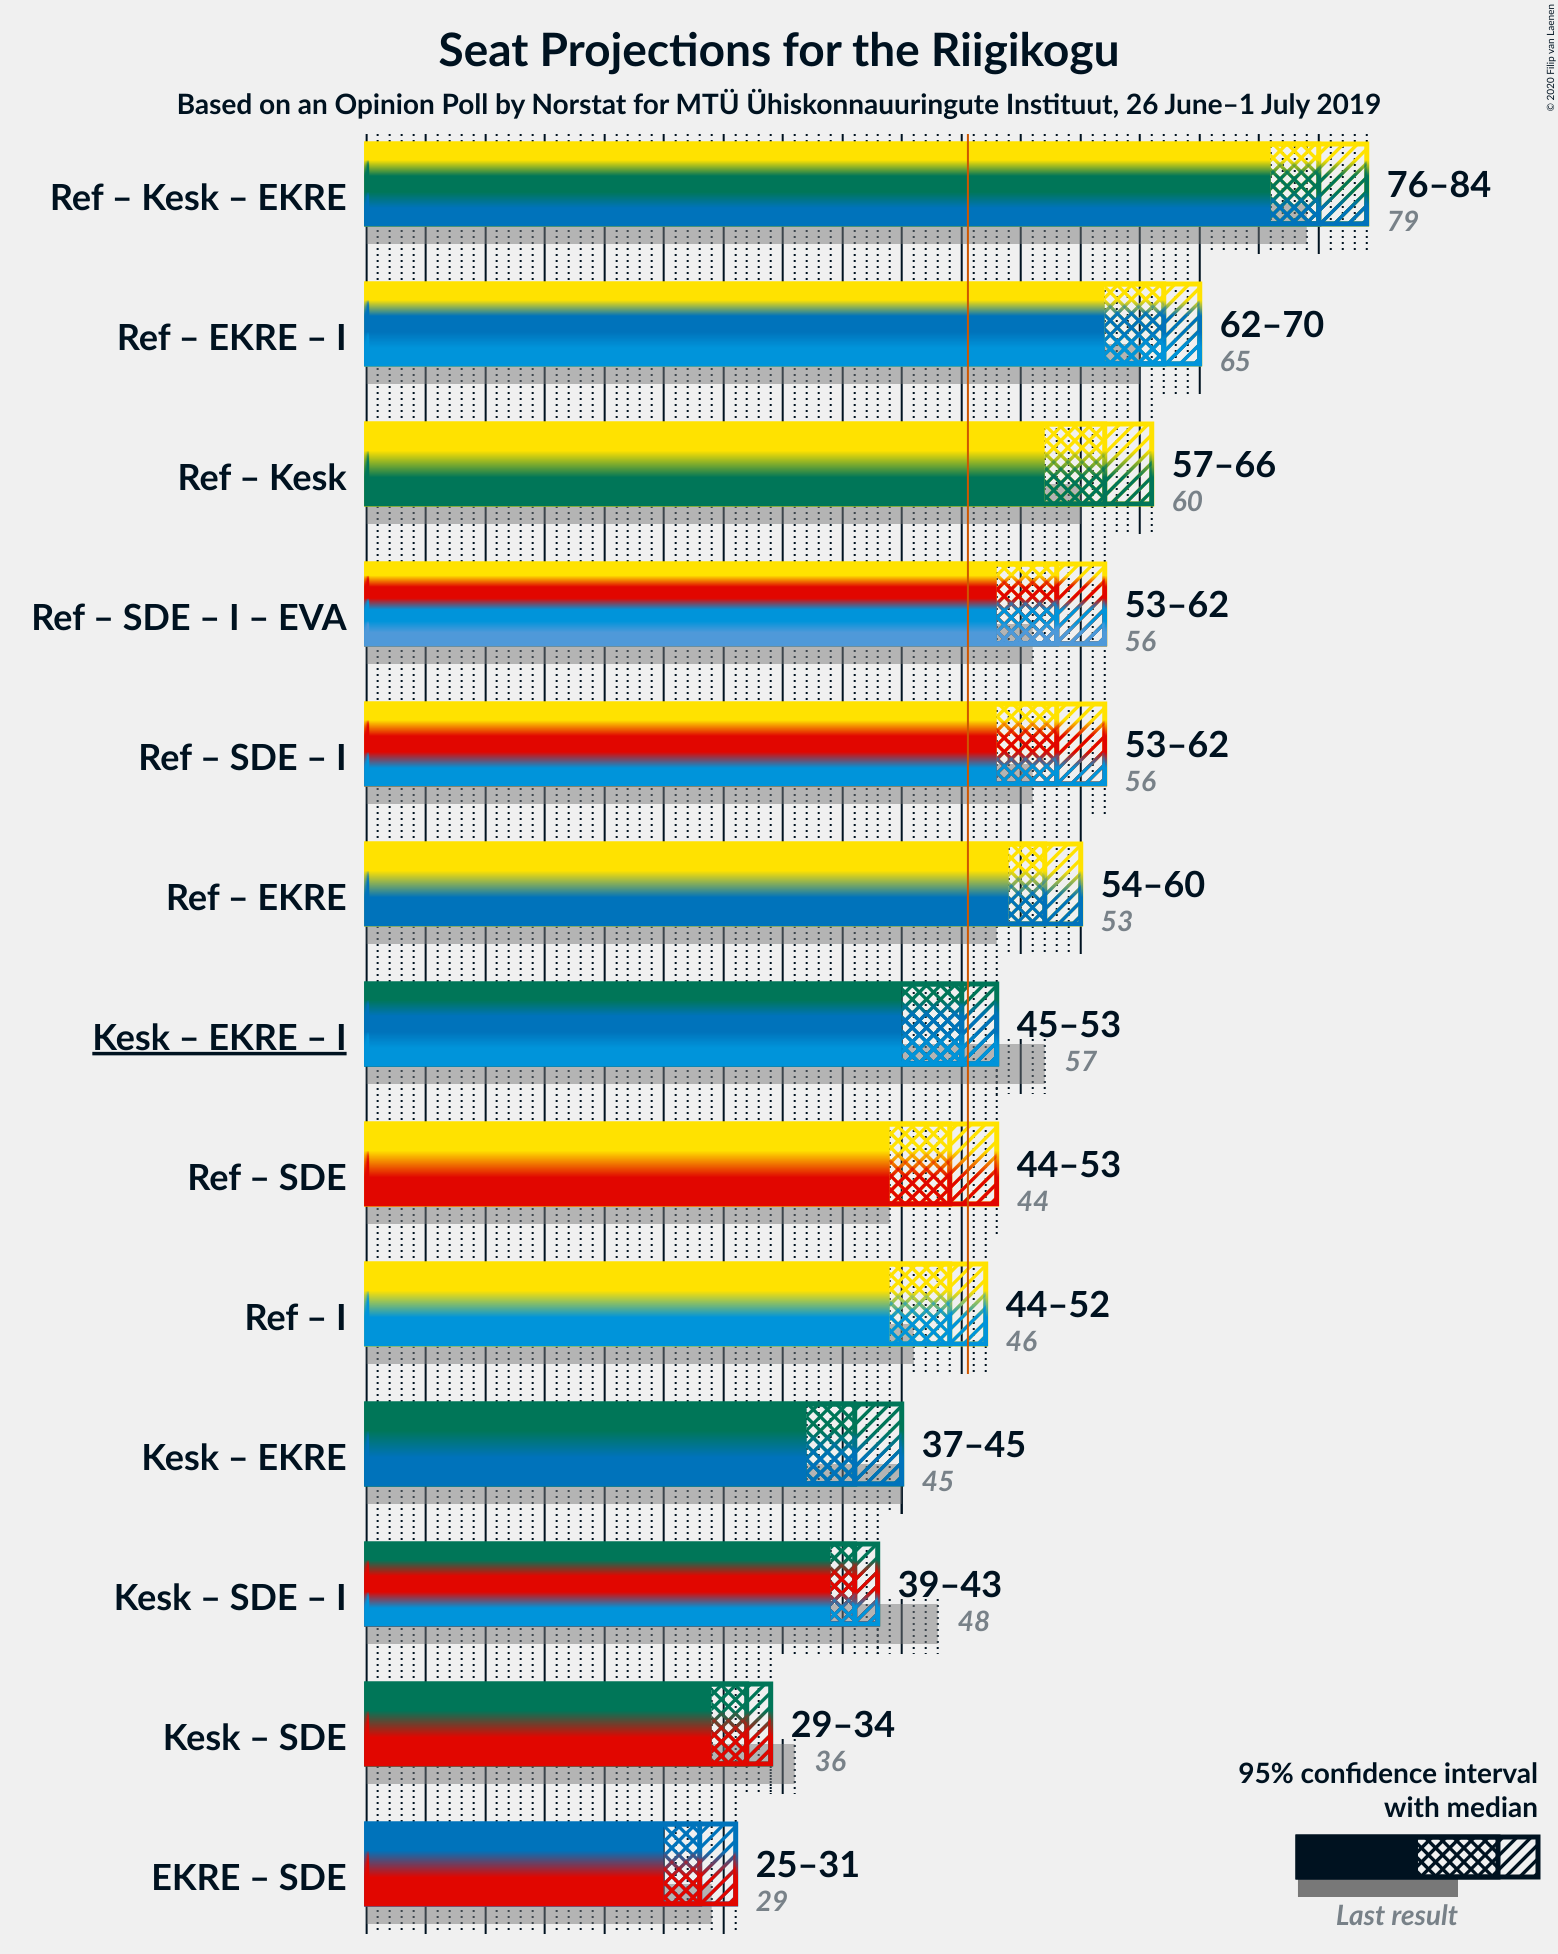 Seat Projections for the Riigikogu
Based on an Opinion Poll by Norstat for MTÜ Ühiskonnauuringute Instituut, 26 June–1 July 2019
© 2020 Filip van Laenen
Ref – Kesk – EKRE
76–84
79
Ref – EKRE – I
62–70
65
Ref – Kesk
57–66
60
Ref – SDE – I – EVA
53–62
56
Ref – SDE – I
53–62
56
Ref – EKRE
54–60
53
Kesk – EKRE – I
45–53
57
Ref – SDE
44–53
44
Ref – I
44–52
46
Kesk – EKRE
37–45
45
Kesk – SDE – I
39–43
48
Kesk – SDE
29–34
36
EKRE – SDE
25–31
29
95% confidence interval
with median
Last result